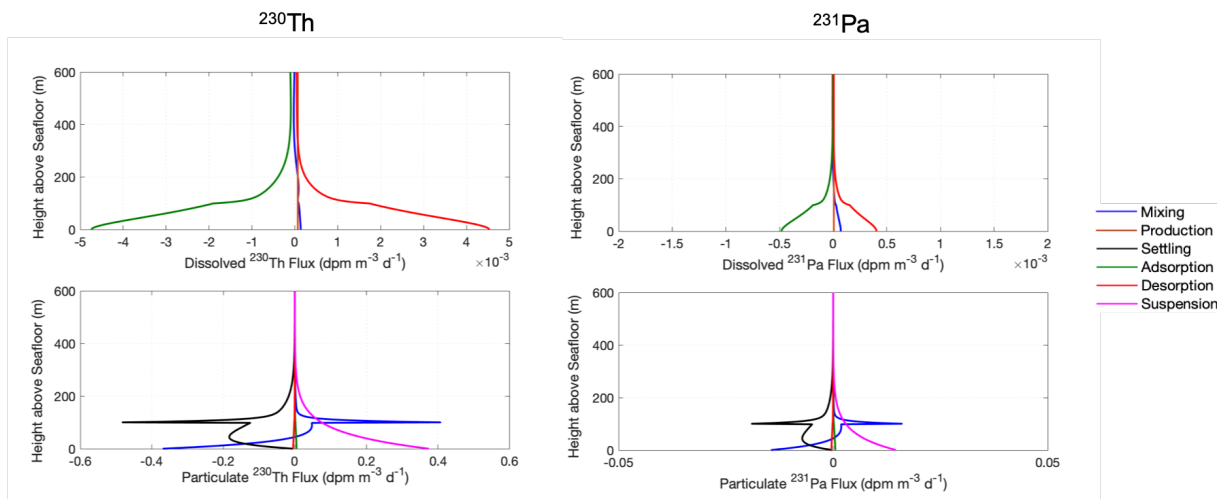 ²³⁰Th
²³¹Pa
600
400
200
0
Height above Seafloor (m)
-5 -4 -3 -2 -1 0 1 2 3 4 5
Dissolved ²³⁰Th Flux (dpm m⁻³ d⁻¹)
×10⁻³
600
400
200
0
Height above Seafloor (m)
-2 -1.5 -1 -0.5 0 0.5 1 1.5 2
Dissolved ²³¹Pa Flux (dpm m⁻³ d⁻¹)
×10⁻³
Mixing
Production
Settling
Adsorption
Desorption
Suspension
600
400
200
0
Height above Seafloor (m)
-0.6 -0.4 -0.2 0 0.2 0.4 0.6
Particulate ²³⁰Th Flux (dpm m⁻³ d⁻¹)
600
400
200
0
Height above Seafloor (m)
-0.05 0 0.05
Particulate ²³¹Pa Flux (dpm m⁻³ d⁻¹)